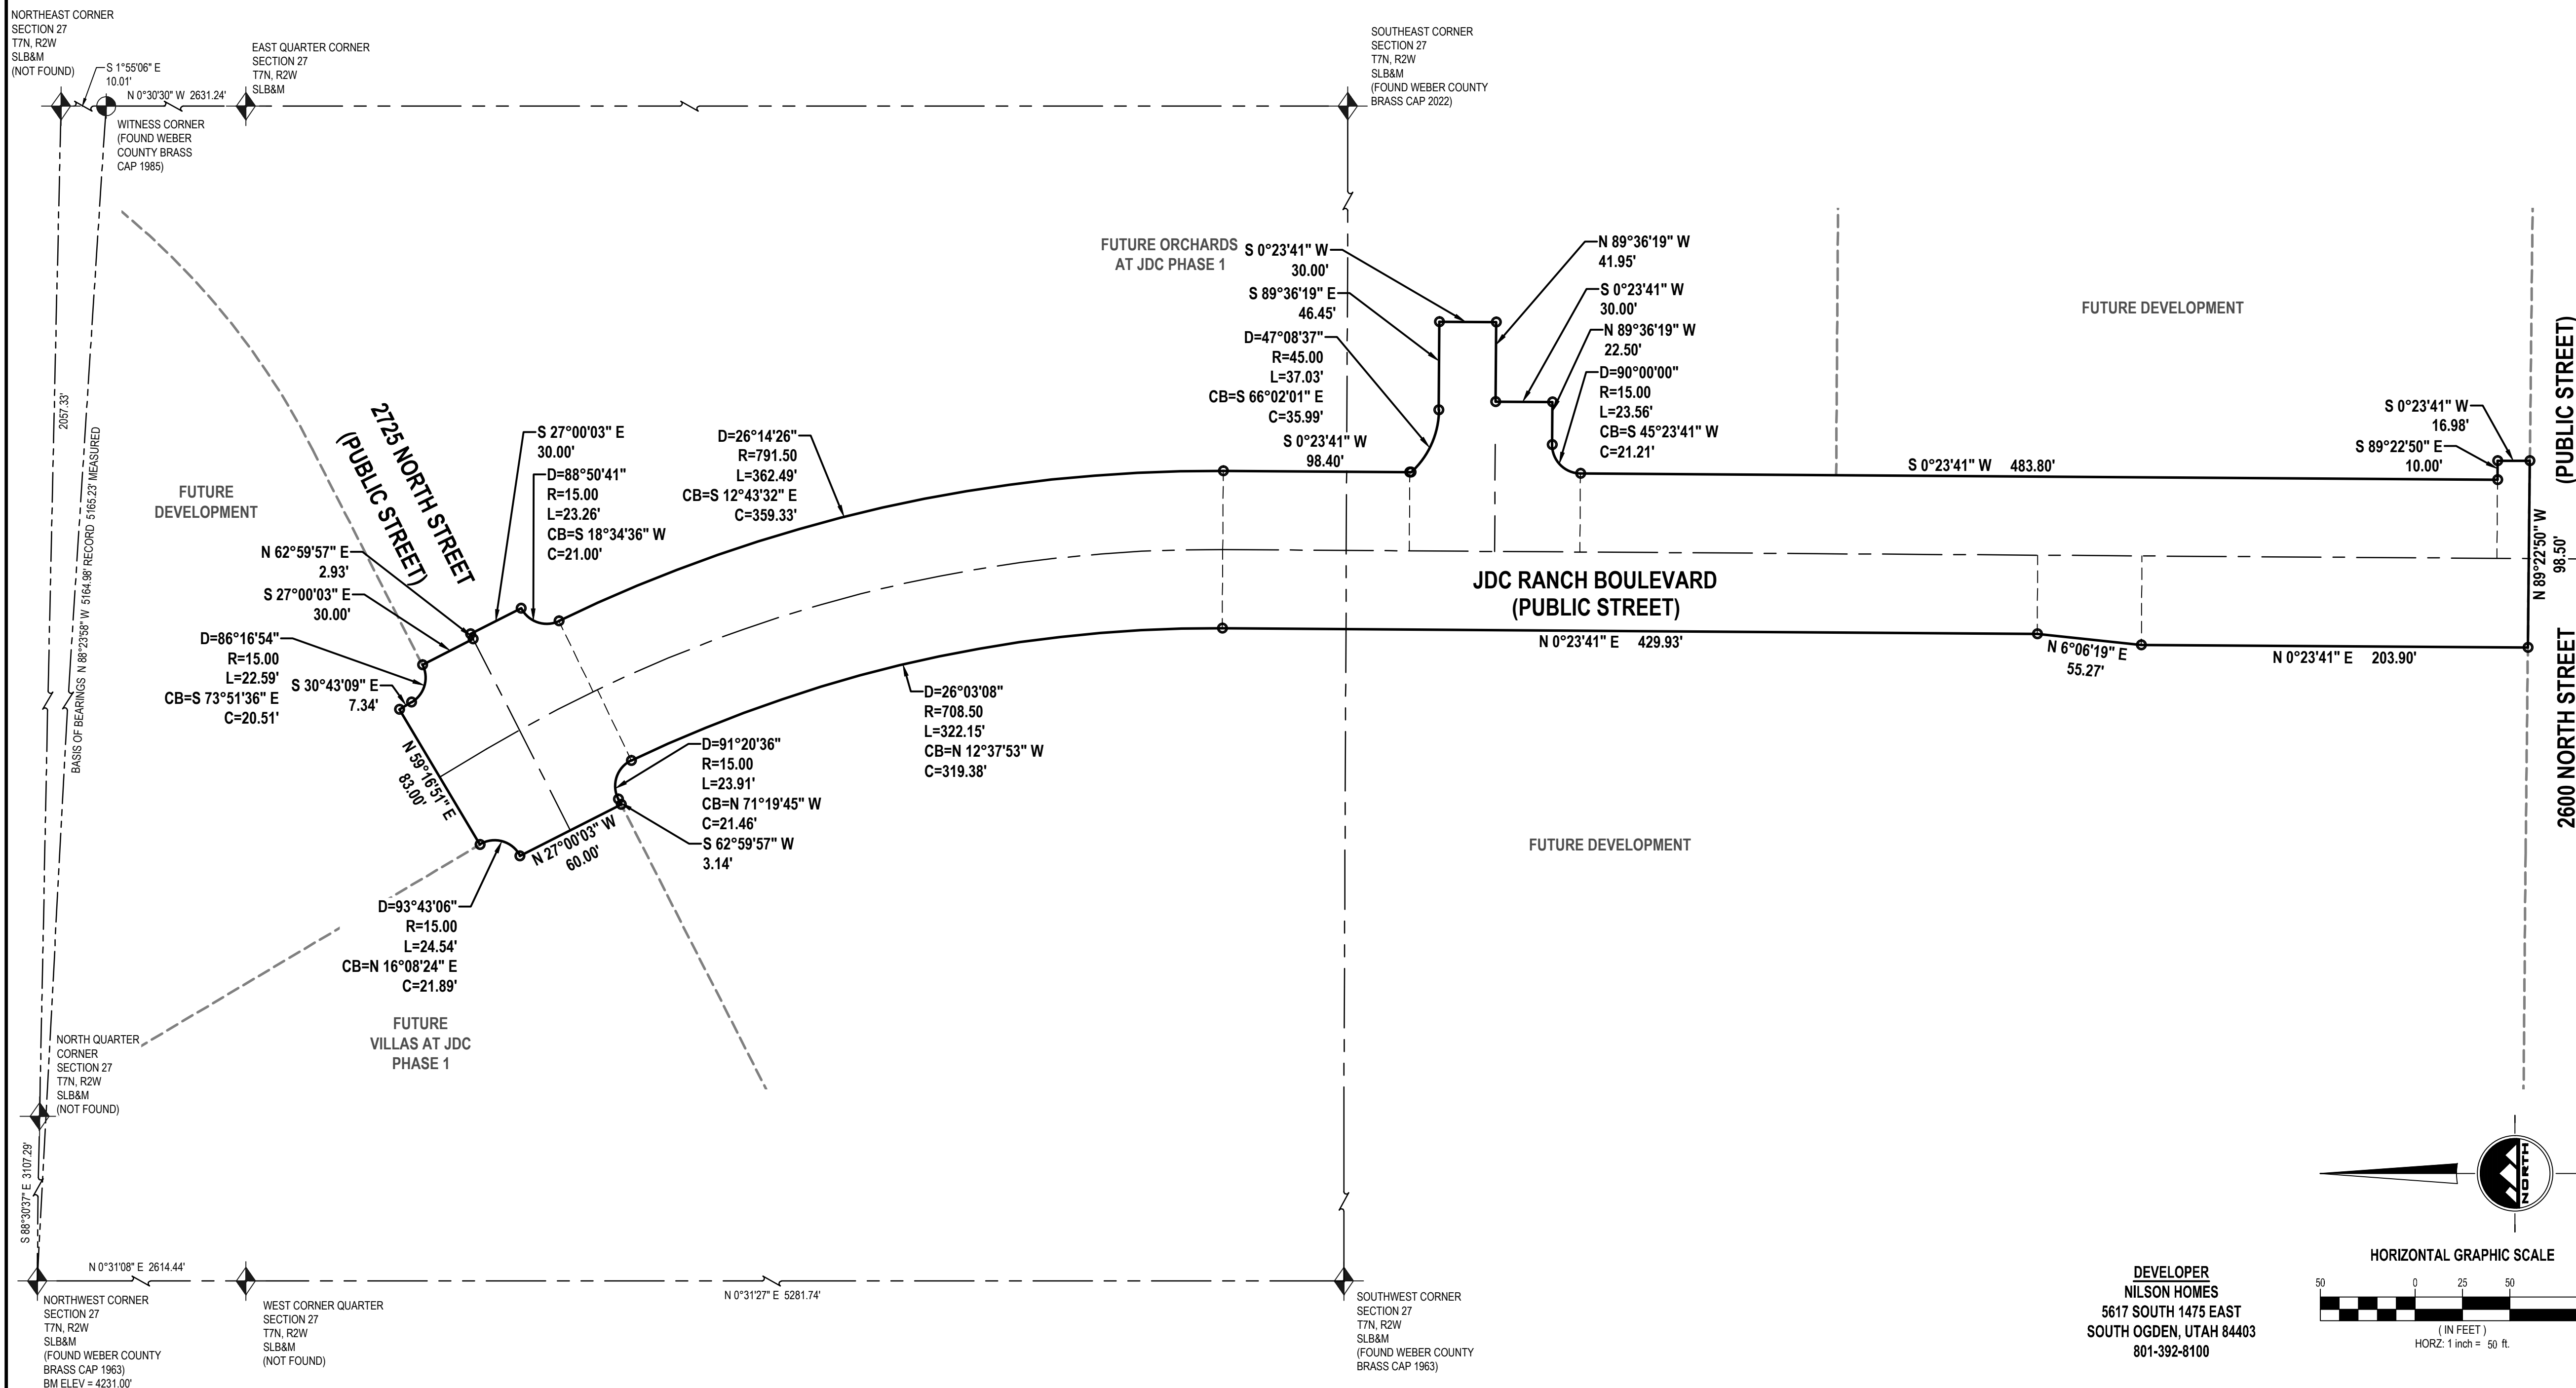 NORTHEAST CORNER
SECTION 27
T7N, R2W
SLB&M
(NOT FOUND)
S 1°55'06" E
10.01'
N 0°30'30" W 2631.24'
EAST QUARTER CORNER
SECTION 27
T7N, R2W
SLB&M
WITNESS CORNER
(FOUND WEBER
COUNTY BRASS
CAP 1985)
SOUTHEAST CORNER
SECTION 27
T7N, R2W
SLB&M
(FOUND WEBER COUNTY
BRASS CAP 2022)
2057.33'
BASIS OF BEARINGS N 88°23'58" W 5164.98' RECORD 5165.23' MEASURED
FUTURE
DEVELOPMENT
2725 NORTH STREET
(PUBLIC STREET)
FUTURE ORCHARDS
AT JDC PHASE 1
S 0°23'41" W
30.00'
S 89°36'19" E
46.45'
D=47°08'37"
R=45.00
L=37.03'
CB=S 66°02'01" E
C=35.99'
S 0°23'41" W
98.40'
N 89°36'19" W
41.95'
S 0°23'41" W
30.00'
N 89°36'19" W
22.50'
D=90°00'00"
R=15.00
L=23.56'
CB=S 45°23'41" W
C=21.21'
FUTURE DEVELOPMENT
S 0°23'41" W 483.80'
S 0°23'41" W
16.98'
S 89°22'50" E
10.00'
(PUBLIC STREET)
N 89°22'50" W
98.50'
2600 NORTH STREET
S 27°00'03" E
30.00'
D=88°50'41"
R=15.00
L=23.26'
CB=S 18°34'36" W
C=21.00'
D=26°14'26"
R=791.50
L=362.49'
CB=S 12°43'32" E
C=359.33'
N 62°59'57" E
2.93'
S 27°00'03" E
30.00'
D=86°16'54"
R=15.00
L=22.59'
CB=S 73°51'36" E
C=20.51'
S 30°43'09" E
7.34'
N 59°16'51" E
83.00'
JDC RANCH BOULEVARD
(PUBLIC STREET)
N 0°23'41" E 429.93'
N 6°06'19" E
55.27'
N 0°23'41" E 203.90'
D=26°03'08"
R=708.50
L=322.15'
CB=N 12°37'53" W
C=319.38'
D=91°20'36"
R=15.00
L=23.91'
CB=N 71°19'45" W
C=21.46'
S 62°59'57" W
3.14'
N 27°00'03" W
60.00'
D=93°43'06"
R=15.00
L=24.54'
CB=N 16°08'24" E
C=21.89'
FUTURE DEVELOPMENT
FUTURE
VILLAS AT JDC
PHASE 1
NORTH QUARTER
CORNER
SECTION 27
T7N, R2W
SLB&M
(NOT FOUND)
S 88°30'37" E 3107.29'
N 0°31'08" E 2614.44'
NORTHWEST CORNER
SECTION 27
T7N, R2W
SLB&M
(FOUND WEBER COUNTY
BRASS CAP 1963)
BM ELEV = 4231.00'
WEST CORNER QUARTER
SECTION 27
T7N, R2W
SLB&M
(NOT FOUND)
N 0°31'27" E 5281.74'
SOUTHWEST CORNER
SECTION 27
T7N, R2W
SLB&M
(FOUND WEBER COUNTY
BRASS CAP 1963)
DEVELOPER
NILSON HOMES
5617 SOUTH 1475 EAST
SOUTH OGDEN, UTAH 84403
801-392-8100
NORTH
HORIZONTAL GRAPHIC SCALE
50 0 25 50
( IN FEET )
HORZ: 1 inch = 50 ft.